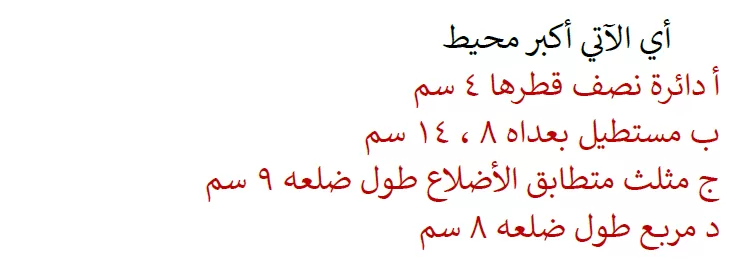 أي الآتي أكبر محيط
أ دائرة نصف قطرها ٤ سم
ب مستطيل بعداه ٨ ، ١٤ سم
ج مثلث متطابق الأضلاع طول ضلعه ٩ سم
د مربع طول ضلعه ٨ سم